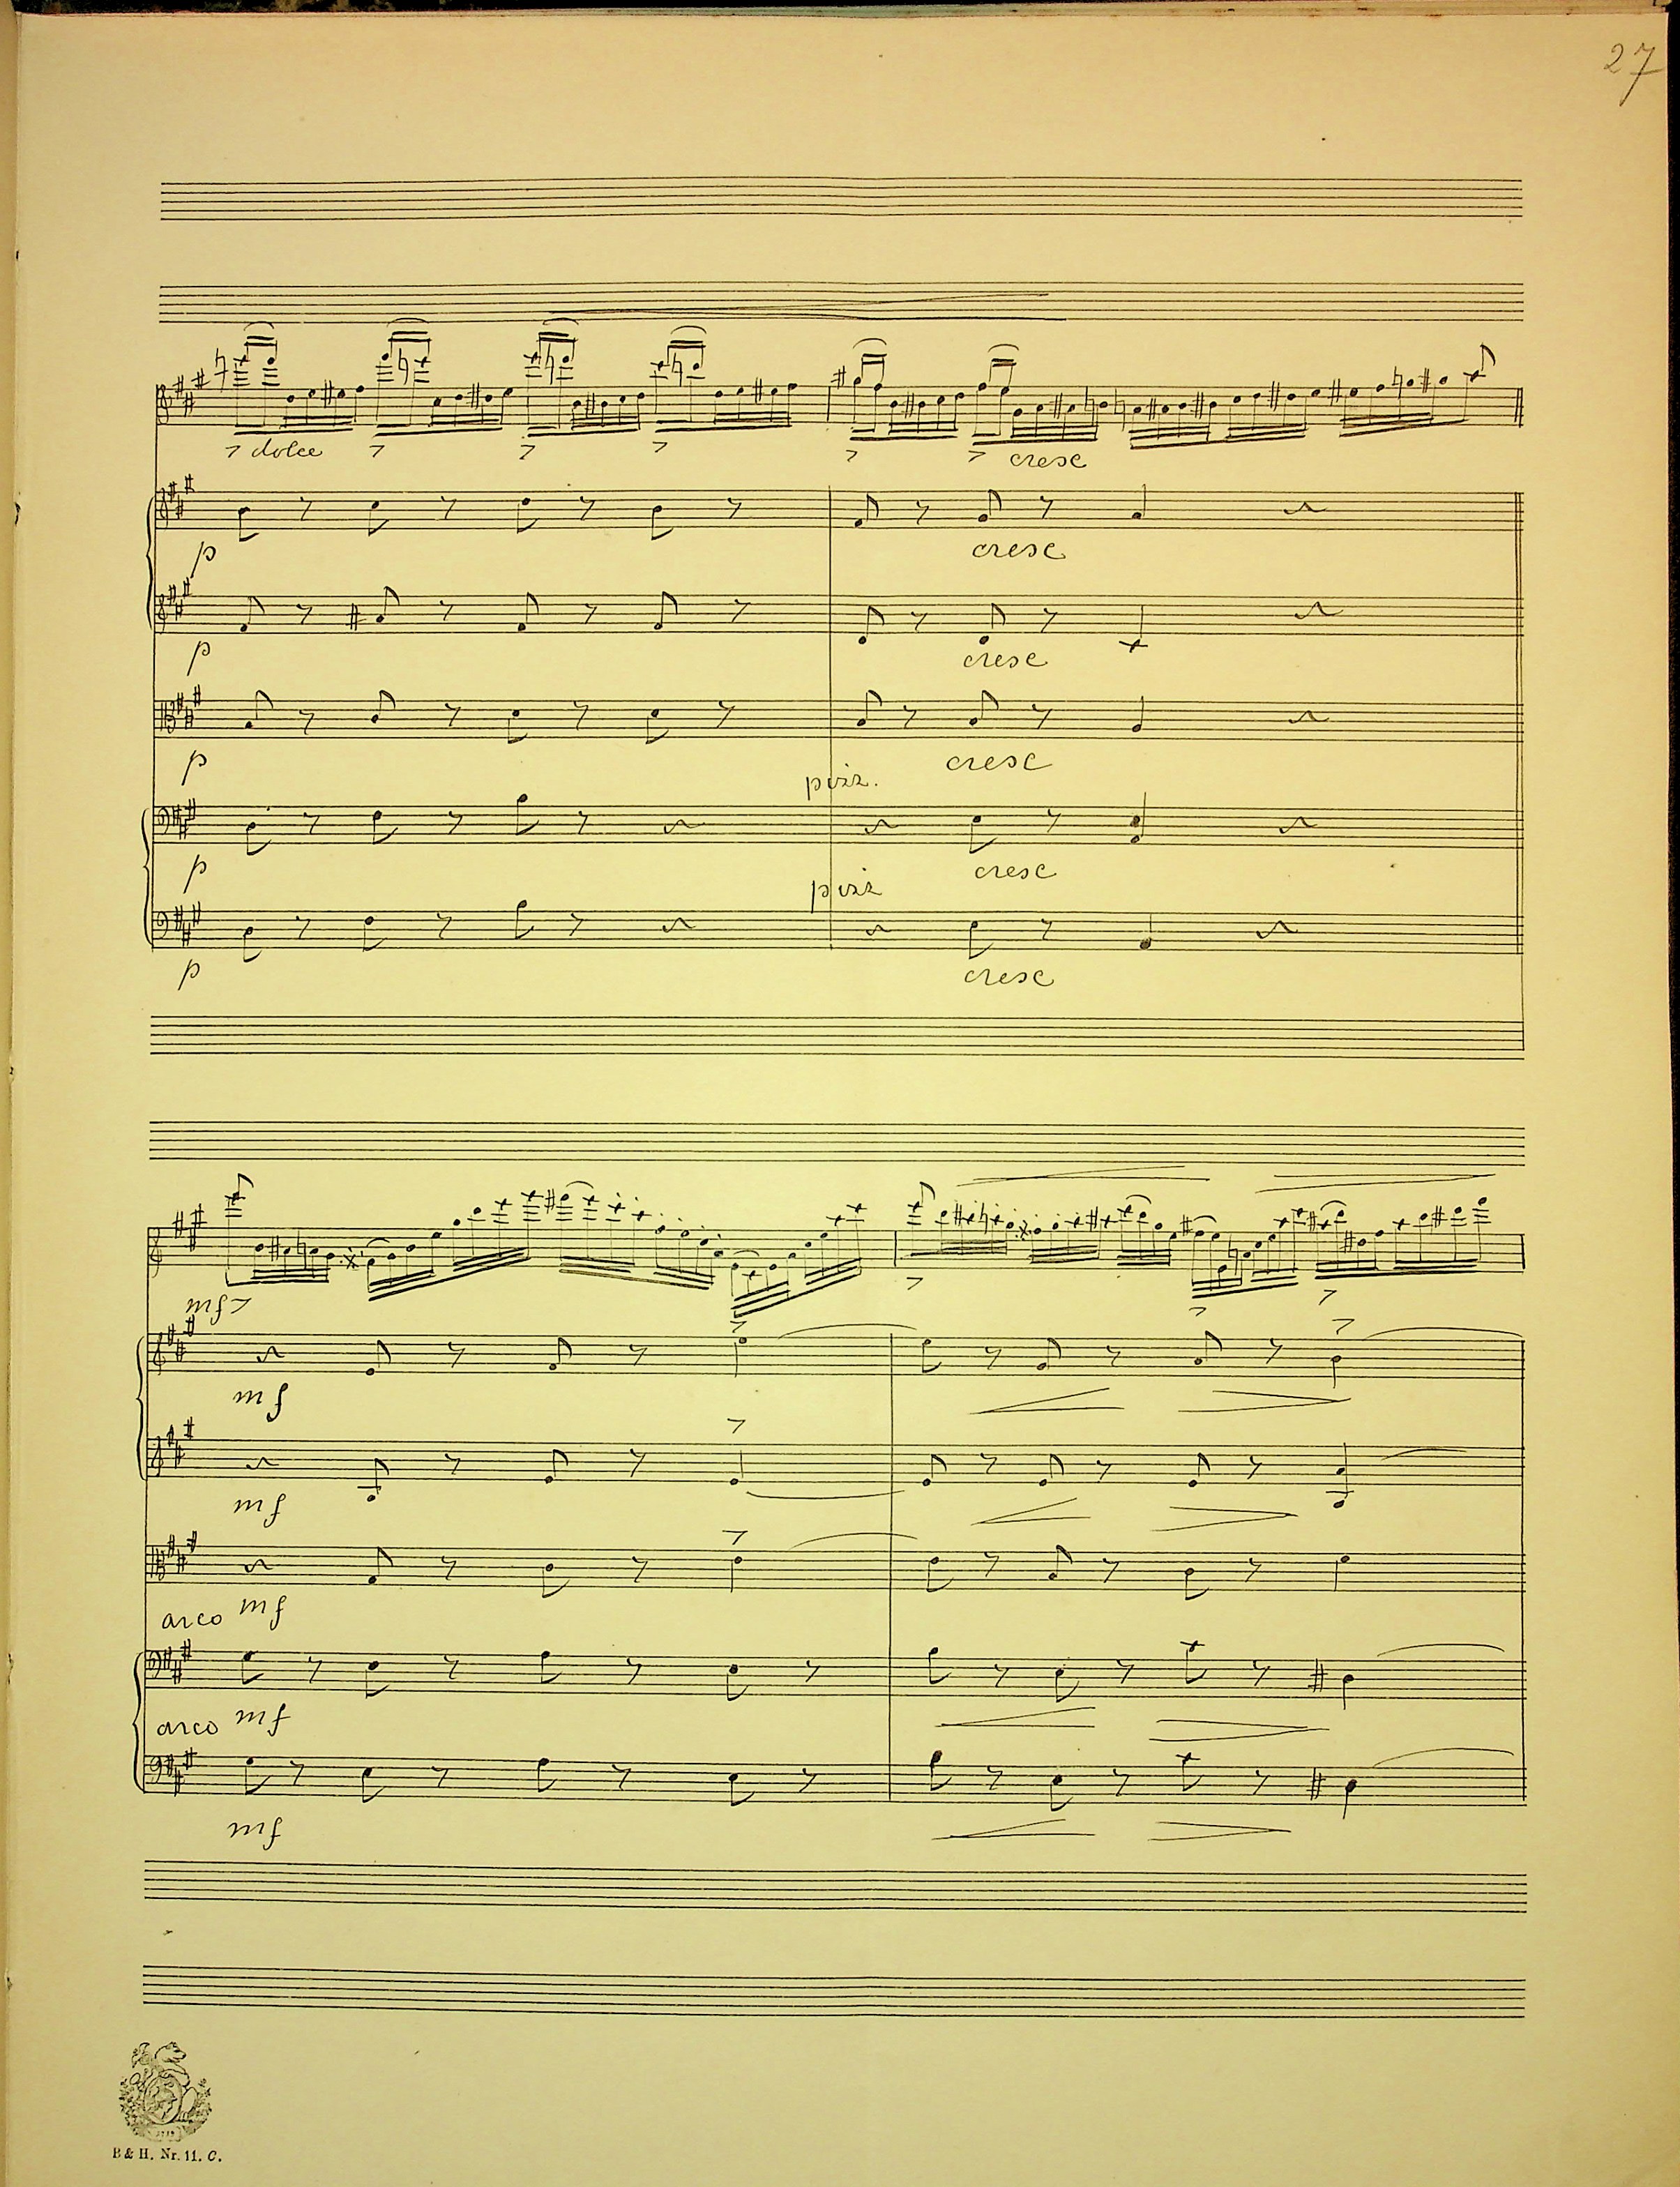 27
dolce
cresc
p
cresc
p
cresc
p
cresc
pizz.
p
cresc
pizz
p
cresc
mf
mf
mf
mf
arco
mf
arco
mf
B & H. Nr. 11. C.